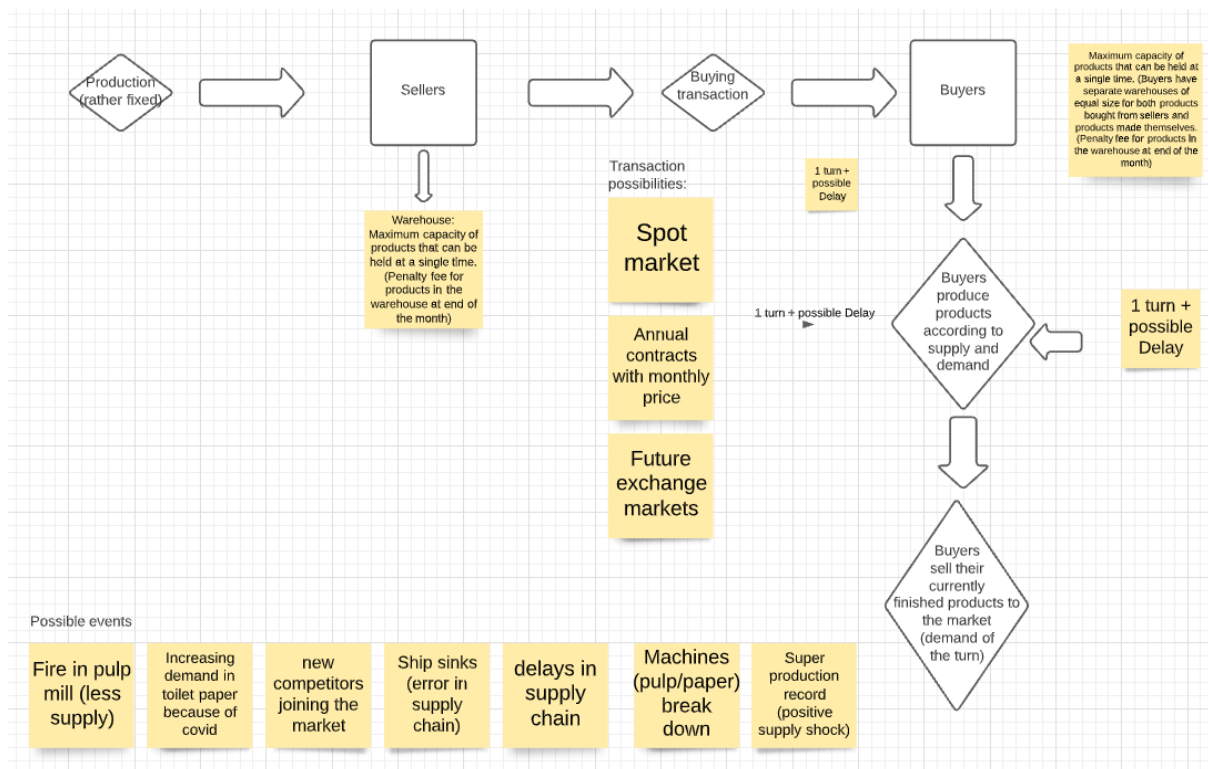 Production
(rather fixed)
Sellers
Buying
transaction
Buyers
Maximum capacity of
products that can be held at
a single time. (Buyers have
separate warehouses of
equal size for both products
bought from sellers and
products made themselves.
(Penalty fee for products in
the warehouse at end of the
month)
Warehouse:
Maximum capacity of
products that can be
held at a single time.
(Penalty fee for
products in the
warehouse at end of
the month)
Transaction
possibilities:
Spot
market
Annual
contracts
with monthly
price
Future
exchange
markets
1 turn +
possible
Delay
1 turn + possible Delay
Buyers
produce
products
according to
supply and
demand
1 turn +
possible
Delay
Buyers
sell their
currently
finished products to
the market
(demand of
the turn)
Possible events
Fire in pulp
mill (less
supply)
Increasing
demand in
toilet paper
because of
covid
new
competitors
joining the
market
Ship sinks
(error in
supply
chain)
delays in
supply
chain
Machines
(pulp/paper)
break
down
Super
production
record
(positive
supply shock)